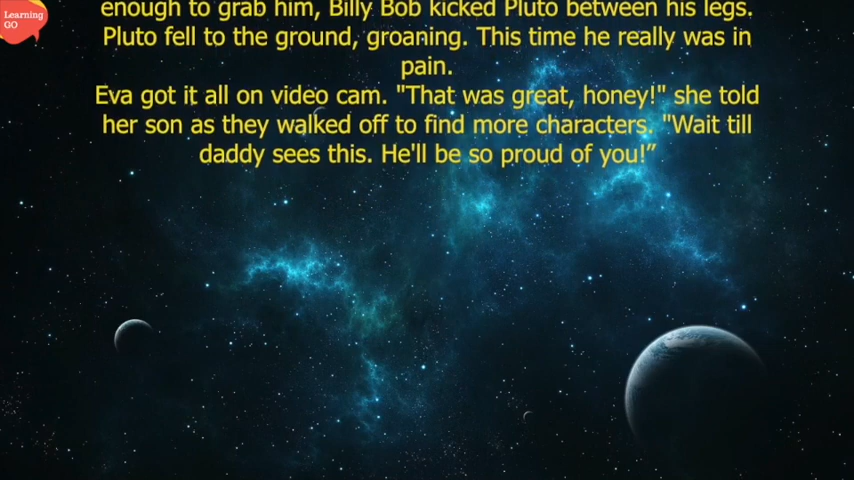 Learning
GO
enough to grab him, Billy Bob kicked Pluto between his legs.
Pluto fell to the ground, groaning. This time he really was in
pain.
Eva got it all on video cam. "That was great, honey!" she told
her son as they walked off to find more characters. "Wait till
daddy sees this. He'll be so proud of you!”